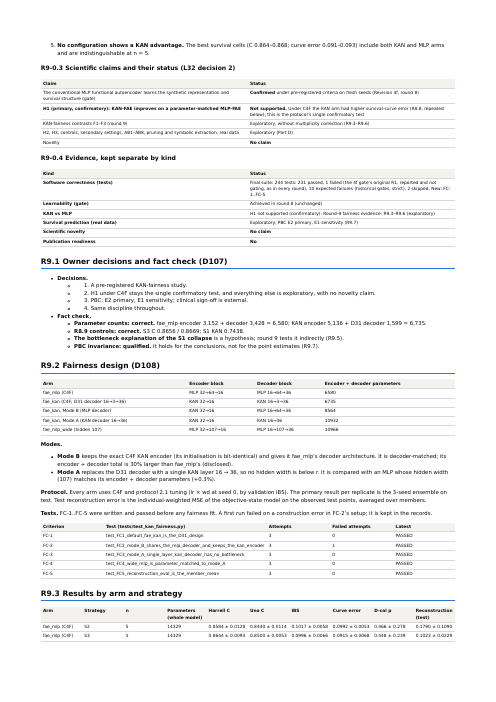 5. No configuration shows a KAN advantage. The best survival cells (C 0.864–0.868; curve error 0.091–0.093) include both KAN and MLP arms
and are indistinguishable at n = 5.
R9-0.3 Scientific claims and their status (L32 decision 2)
Claim Status
The conventional MLP functional autoencoder learns the synthetic representation and
survival structure (gate)
Confirmed under pre-registered criteria on fresh seeds (Revision 4f, round 8)
H1 (primary, confirmatory): KAN-FAE improves on a parameter-matched MLP-FAE
Not supported. Under C4F the KAN arm had higher survival-curve error (R8.8, repeated
below); this is the protocol's single confirmatory test
KAN-fairness contrasts F1–F3 (round 9) Exploratory, without multiplicity correction (R9.3–R9.6)
H2, H3, controls, secondary settings, AB1–AB8, pruning and symbolic extraction, real data Exploratory (Part D)
Novelty No claim
R9-0.4 Evidence, kept separate by kind
Kind Status
Software correctness (tests)
Final suite: 244 tests: 231 passed, 1 failed (the 4f gate's original R1, reported and not
gating, as in every round), 10 expected failures (historical gates, strict), 2 skipped. New: FC-
1..FC-5
Learnability (gate) Achieved in round 8 (unchanged)
KAN vs MLP H1 not supported (confirmatory). Round-9 fairness evidence: R9.3–R9.6 (exploratory)
Survival prediction (real data) Exploratory; PBC E2 primary, E1 sensitivity (R9.7)
Scientific novelty No claim
Publication readiness No
R9.1 Owner decisions and fact check (D107)
• Decisions.
1. A pre-registered KAN-fairness study.
2. H1 under C4F stays the single confirmatory test, and everything else is exploratory, with no novelty claim.
3. PBC: E2 primary, E1 sensitivity; clinical sign-off is external.
4. Same discipline throughout.
• Fact check.
Parameter counts: correct. fae_mlp encoder 3,152 + decoder 3,428 = 6,580; KAN encoder 5,136 + D31 decoder 1,599 = 6,735.
R8.9 controls: correct. S3 C 0.8656 / 0.8669; S1 KAN 0.7438.
The bottleneck explanation of the S1 collapse is a hypothesis; round 9 tests it indirectly (R9.5).
PBC invariance: qualified. It holds for the conclusions, not for the point estimates (R9.7).
R9.2 Fairness design (D108)
Arm Encoder block Decoder block Encoder + decoder parameters
fae_mlp (C4F) MLP 32→64→16 MLP 16→64→36 6580
fae_kan (C4F; D31 decoder 16→3→36) KAN 32→16 KAN 16→3→36 6735
fae_kan, Mode B (MLP decoder) KAN 32→16 MLP 16→64→36 8564
fae_kan, Mode A (KAN decoder 16→36) KAN 32→16 KAN 16→36 10932
fae_mlp_wide (hidden 107) MLP 32→107→16 MLP 16→107→36 10966
Modes.
• Mode B keeps the exact C4F KAN encoder (its initialisation is bit-identical) and gives it fae_mlp's decoder architecture. It is decoder-matched; its
encoder + decoder total is 30% larger than fae_mlp's (disclosed).
• Mode A replaces the D31 decoder with a single KAN layer 16 → 36, so no hidden width is below r. It is compared with an MLP whose hidden width
(107) matches its encoder + decoder parameters (+0.3%).
Protocol. Every arm uses C4F and protocol 2.1 tuning (lr × wd at seed 0, by validation IBS). The primary result per replicate is the 3-seed ensemble on
test. Test reconstruction error is the individual-weighted MSE of the objective-state model on the observed test points, averaged over members.
Tests. FC-1..FC-5 were written and passed before any fairness fit. A first run failed on a construction error in FC-2's setup; it is kept in the records.
Criterion Test (tests/test_kan_fairness.py) Attempts Failed attempts Latest
FC-1 test_FC1_default_fae_kan_is_the_D31_design 3 0 PASSED
FC-2 test_FC2_mode_B_shares_the_mlp_decoder_and_keeps_the_kan_encoder 3 1 PASSED
FC-3 test_FC3_mode_A_single_layer_kan_decoder_has_no_bottleneck 3 0 PASSED
FC-4 test_FC4_wide_mlp_is_parameter_matched_to_mode_A 3 0 PASSED
FC-5 test_FC5_reconstruction_eval_is_the_member_mean 3 0 PASSED
R9.3 Results by arm and strategy
Arm Strategy n Parameters (whole model) Harrell C Uno C IBS Curve error D-cal p Reconstruction (test)
fae_mlp (C4F) S2 5 14329 0.8584 ± 0.0128 0.8440 ± 0.0114 0.1017 ± 0.0058 0.0992 ± 0.0053 0.466 ± 0.278 0.1790 ± 0.1090
fae_mlp (C4F) S3 5 14329 0.8644 ± 0.0093 0.8500 ± 0.0053 0.0996 ± 0.0066 0.0915 ± 0.0068 0.448 ± 0.239 0.1023 ± 0.0229